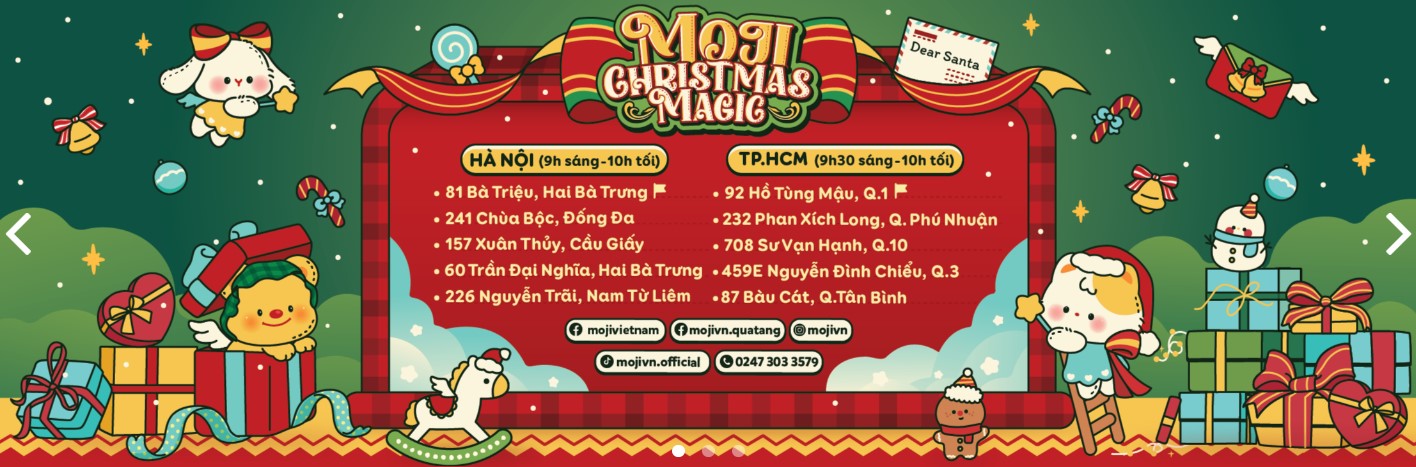 MOJI
CHRISTMAS
MAGIC
Dear Santa
HÀ NỘI (9h sáng-10h tối)
• 81 Bà Triệu, Hai Bà Trưng
• 241 Chùa Bộc, Đống Đa
• 157 Xuân Thủy, Cầu Giấy
• 60 Trần Đại Nghĩa, Hai Bà Trưng
• 226 Nguyễn Trãi, Nam Từ Liêm
TP.HCM (9h30 sáng-10h tối)
• 92 Hồ Tùng Mậu, Q.1
• 232 Phan Xích Long, Q. Phú Nhuận
• 708 Sư Vạn Hạnh, Q.10
• 459E Nguyễn Đình Chiểu, Q.3
• 87 Bàu Cát, Q.Tân Bình
mojivietnam mojivn.quatang mojivn
mojivn.official 0247 303 3579